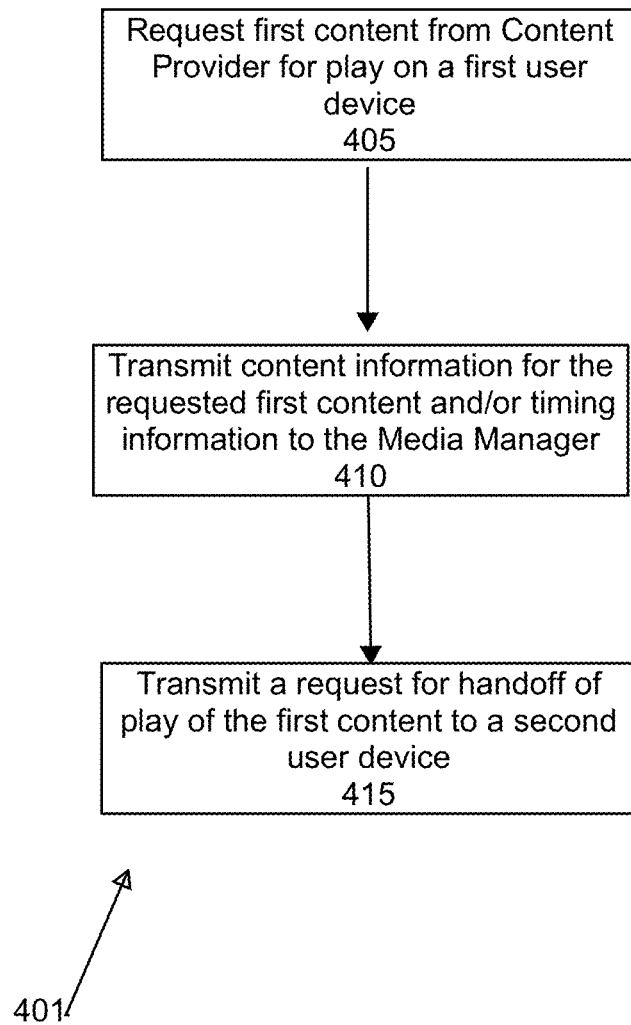 Request first content from Content
Provider for play on a first user
device
405
Transmit content information for the
requested first content and/or timing
information to the Media Manager
410
Transmit a request for handoff of
play of the first content to a second
user device
415
401